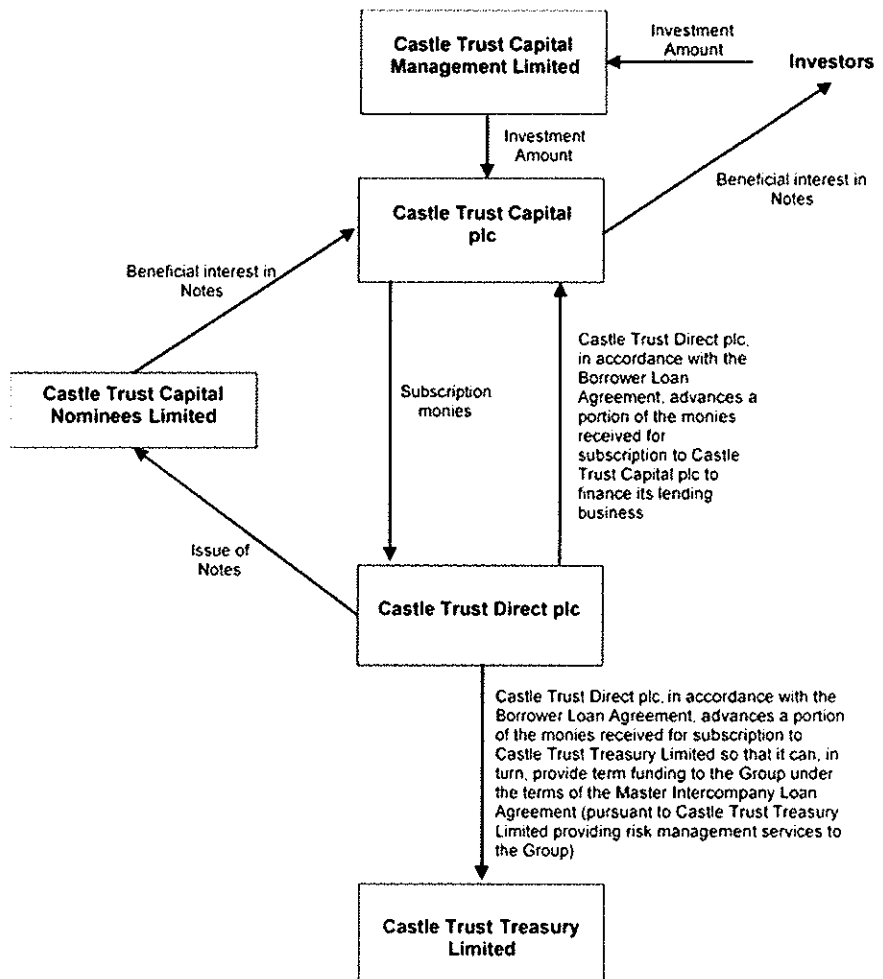 Castle Trust Capital
Management Limited
Investment
Amount
Investors
Investment
Amount
Castle Trust Capital
plc
Beneficial interest in
Notes
Beneficial interest in
Notes
Castle Trust Capital
Nominees Limited
Subscription
monies
Castle Trust Direct plc,
in accordance with the
Borrower Loan
Agreement, advances a
portion of the monies
received for
subscription to Castle
Trust Capital plc to
finance its lending
business
Issue of
Notes
Castle Trust Direct plc
Castle Trust Direct plc, in accordance with the
Borrower Loan Agreement, advances a portion
of the monies received for subscription to
Castle Trust Treasury Limited so that it can, in
turn, provide term funding to the Group under
the terms of the Master Intercompany Loan
Agreement (pursuant to Castle Trust Treasury
Limited providing risk management services to
the Group)
Castle Trust Treasury
Limited